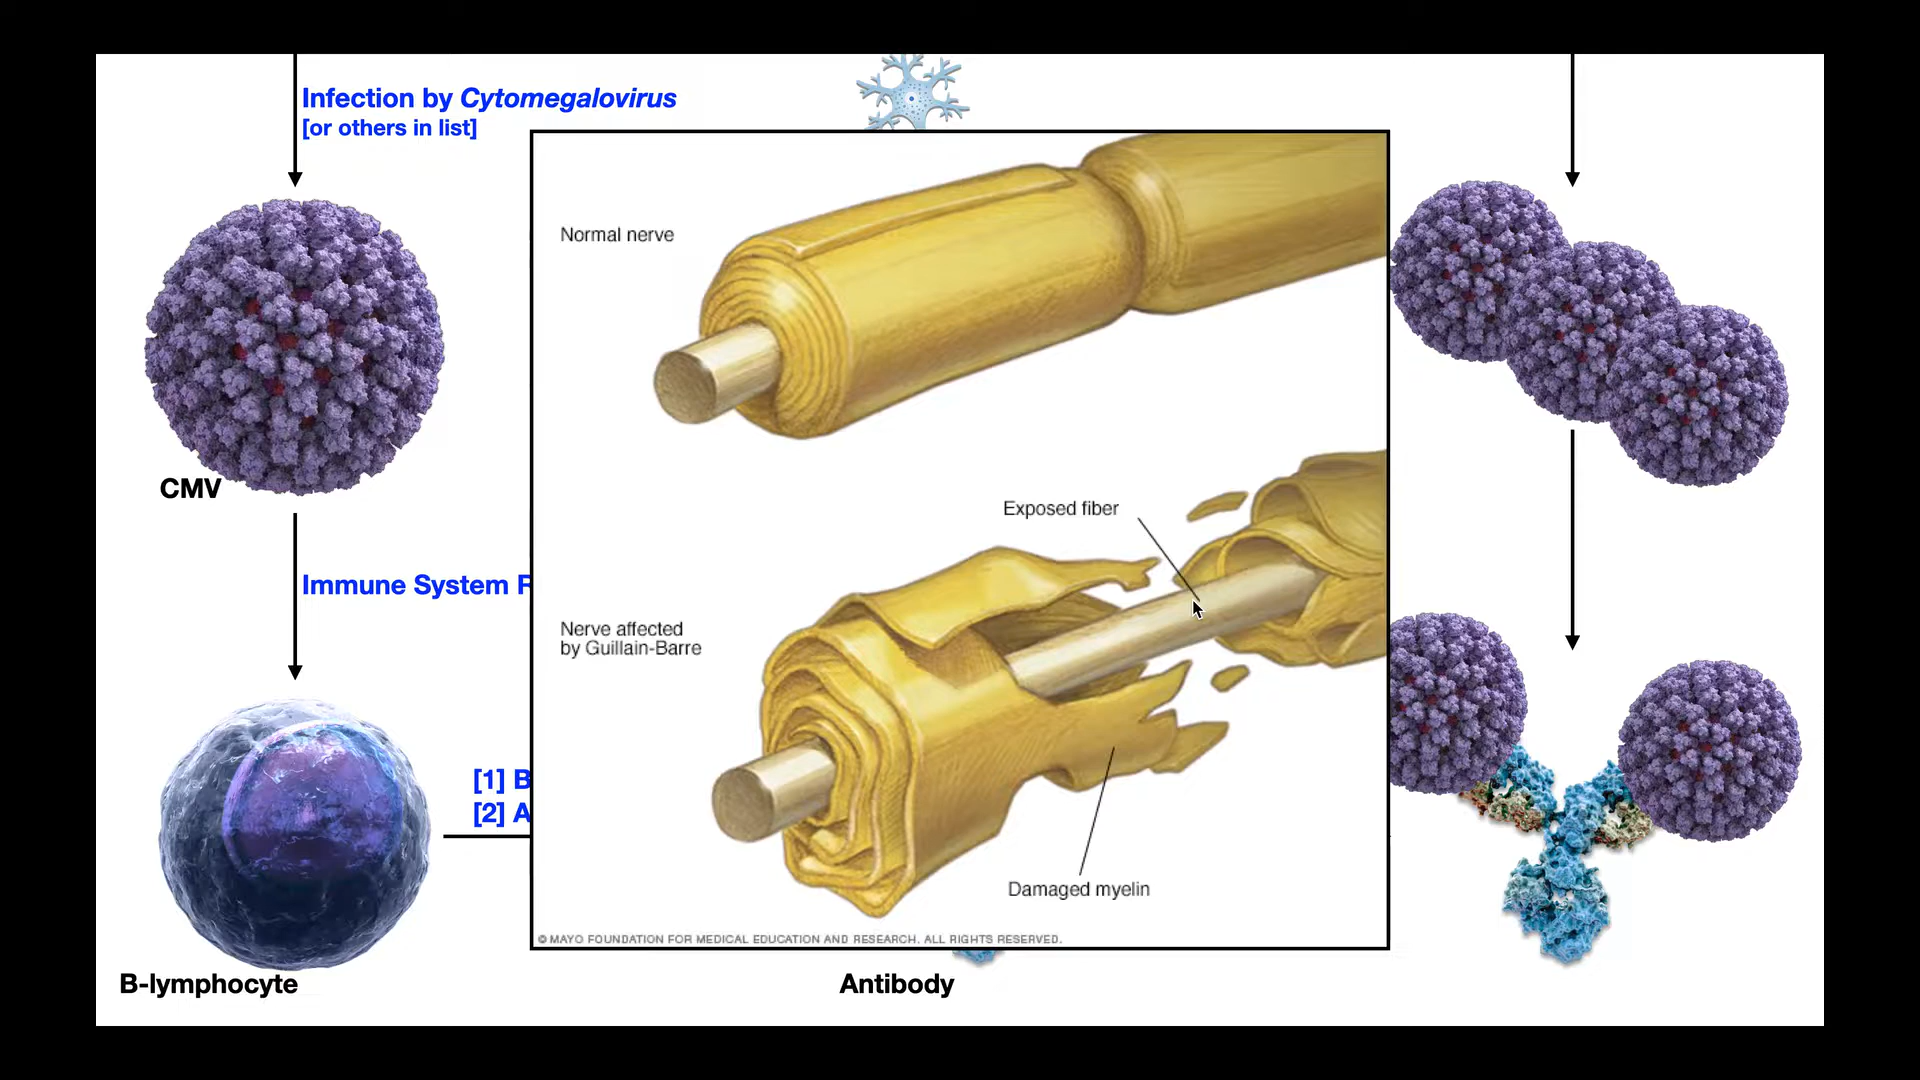 Infection by Cytomegalovirus
[or others in list]
Normal nerve
CMV
Exposed fiber
Immune System
Nerve affected
by Guillain-Barre
[1] B
[2] A
Damaged myelin
© MAYO FOUNDATION FOR MEDICAL EDUCATION AND RESEARCH. ALL RIGHTS RESERVED.
B-lymphocyte
Antibody